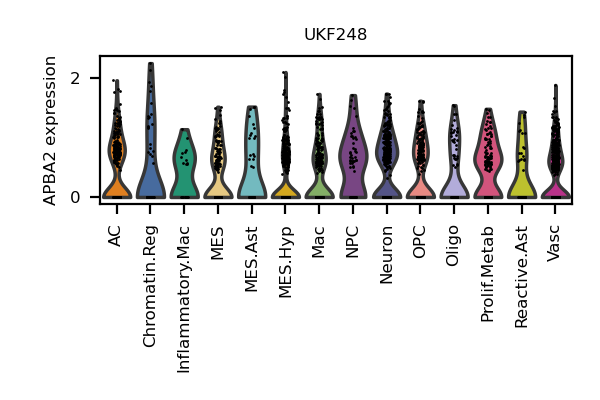 UKF248
APBA2 expression
2
0
AC
Chromatin.Reg
Inflammatory.Mac
MES
MES.Ast
MES.Hyp
Mac
NPC
Neuron
OPC
Oligo
Prolif.Metab
Reactive.Ast
Vasc